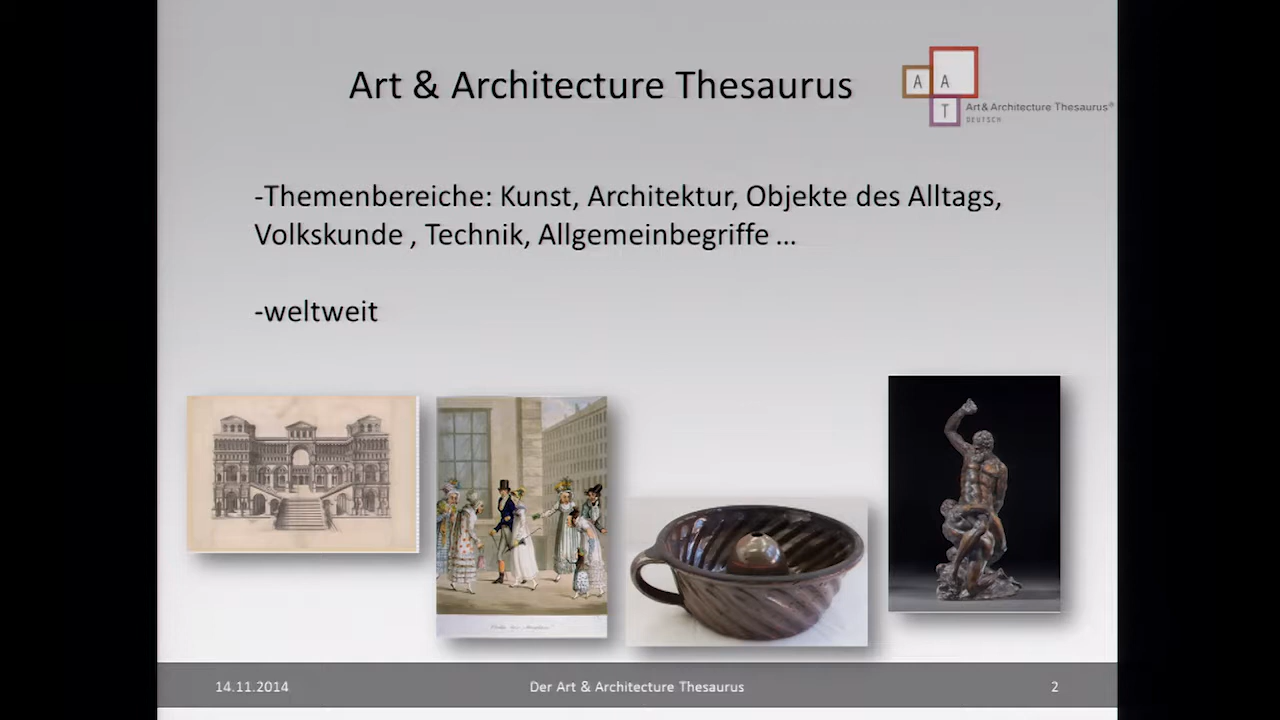 Art & Architecture Thesaurus
A A
T
Art & Architecture Thesaurus®
DEUTSCH
-Themenbereiche: Kunst, Architektur, Objekte des Alltags,
Volkskunde , Technik, Allgemeinbegriffe ...
-weltweit
14.11.2014
Der Art & Architecture Thesaurus
2